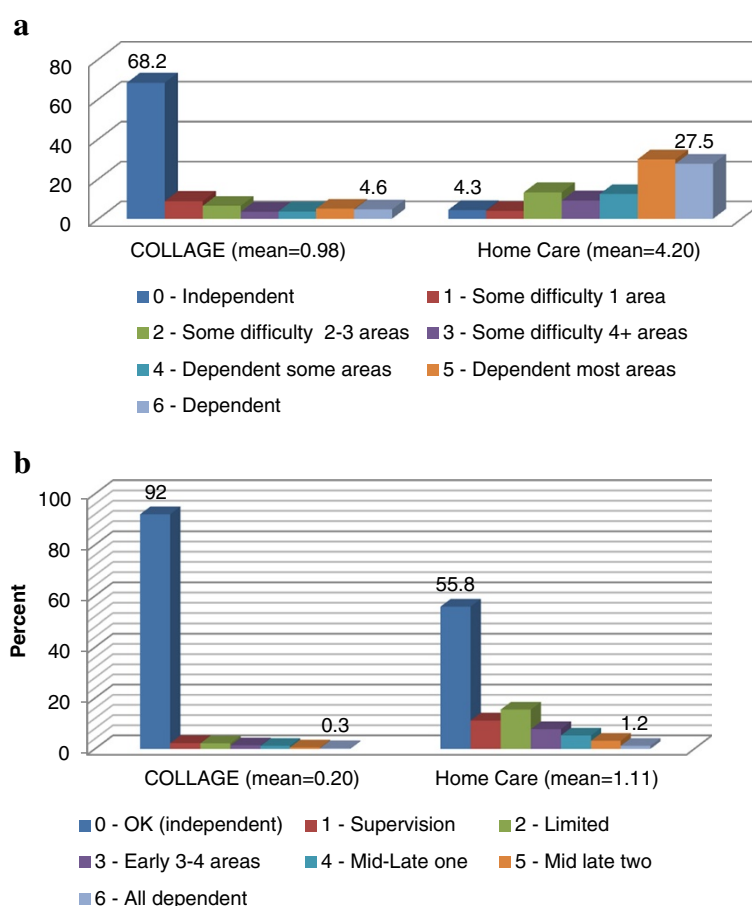 a
80
60
40
20
0
68.2
4.6
4.3
27.5
COLLAGE (mean=0.98)
Home Care (mean=4.20)
0 - Independent
1 - Some difficulty 1 area
2 - Some difficulty 2-3 areas
3 - Some difficulty 4+ areas
4 - Dependent some areas
5 - Dependent most areas
6 - Dependent
b
Percent
100
80
60
40
20
0
92
0.3
55.8
1.2
COLLAGE (mean=0.20)
Home Care (mean=1.11)
0 - OK (independent)
1 - Supervision
2 - Limited
3 - Early 3-4 areas
4 - Mid-Late one
5 - Mid late two
6 - All dependent